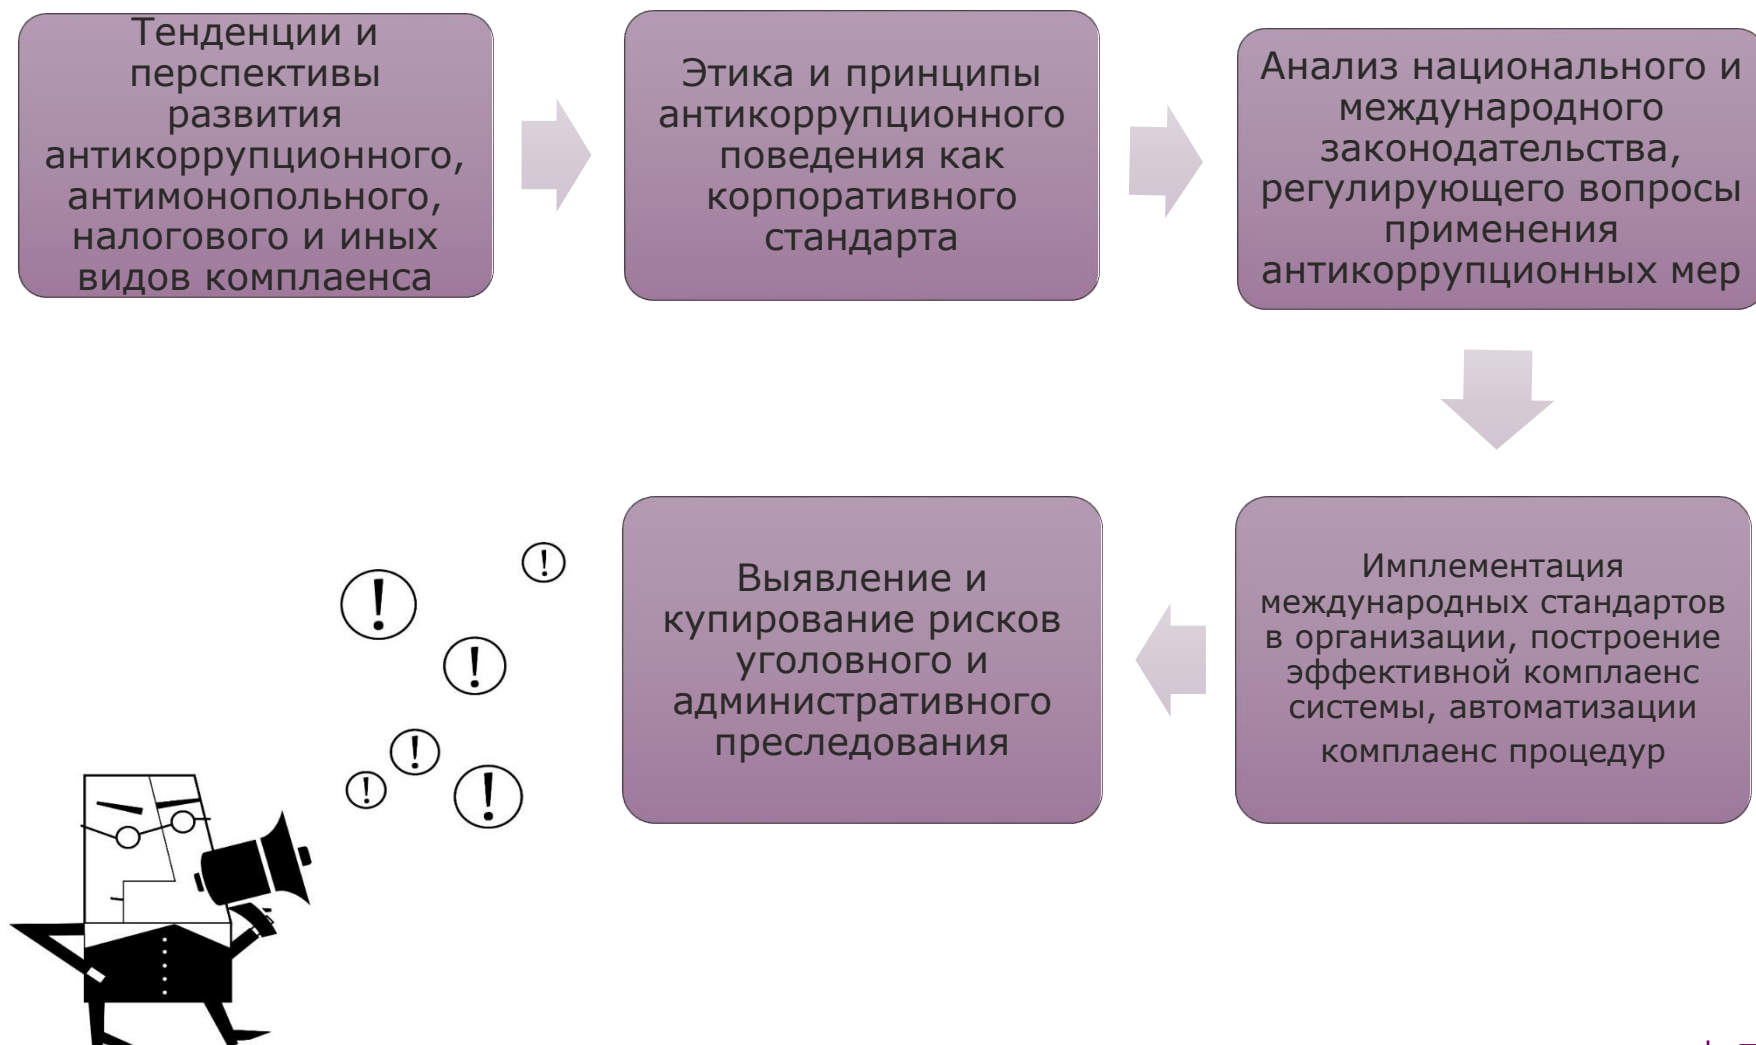 Тенденции и
перспективы
развития
антикоррупционного,
антимонопольного,
налогового и иных
видов комплаенса
Этика и принципы
антикоррупционного
поведения как
корпоративного
стандарта
Анализ национального и
международного
законодательства,
регулирующего вопросы
применения
антикоррупционных мер
Имплементация
международных стандартов
в организации, построение
эффективной комплаенс
системы, автоматизации
комплаенс процедур
Выявление и
купирование рисков
уголовного и
административного
преследования
!
!
!
!
!
!